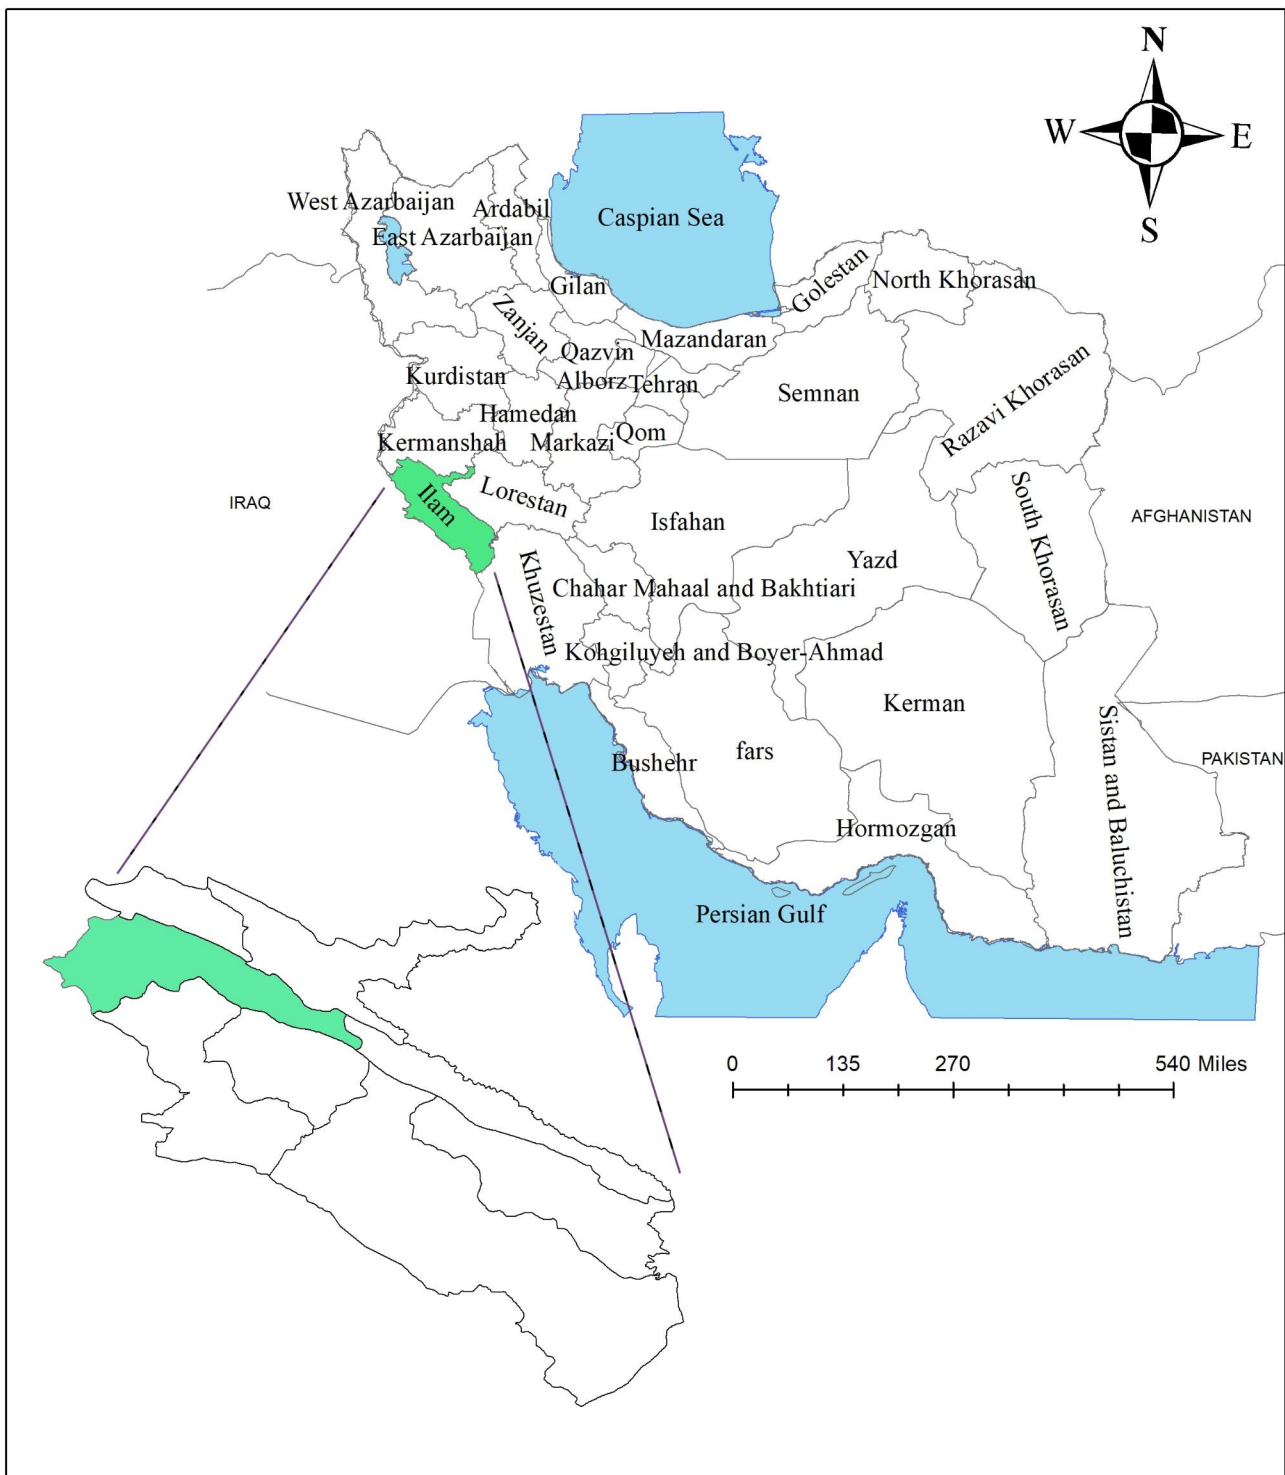 N
W E
S
West Azarbaijan
Ardabil
Caspian Sea
East Azarbaijan
Gilan
Golestan
North Khorasan
Zanjan
Qazvin
Mazandaran
Kurdistan
Alborz
Tehran
Semnan
Razavi Khorasan
Hamedan
Kermanshah
Markazi
Qom
Ilam
Lorestan
IRAQ
Isfahan
South Khorasan
AFGHANISTAN
Khuzestan
Yazd
Chahar Mahaal and Bakhtiari
Kohgiluyeh and Boyer-Ahmad
Kerman
Sistan and Baluchistan
Bushehr
fars
PAKISTAN
Hormozgan
Persian Gulf
0 135 270 540 Miles